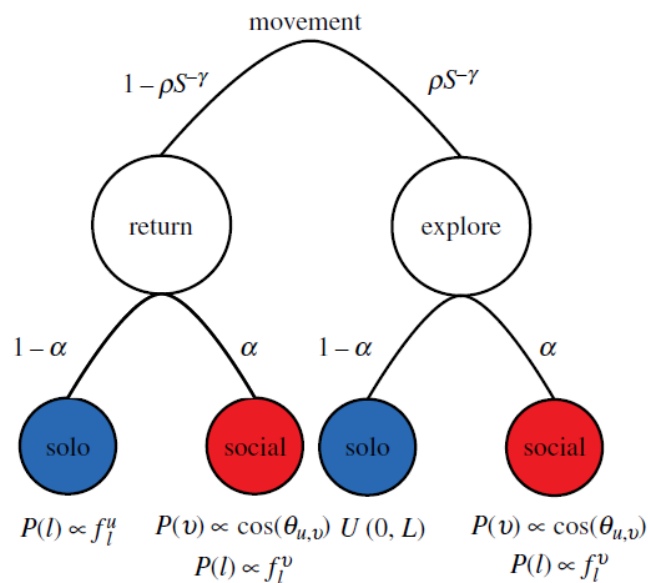 movement
1 – ρS^–γ ρS^–γ
return explore
1 – α α 1 – α α
solo social solo social
P(l) ∝ f_l^u P(υ) ∝ cos(θ_u,υ) U (0, L) P(υ) ∝ cos(θ_u,υ)
P(l) ∝ f_l^υ P(l) ∝ f_l^υ